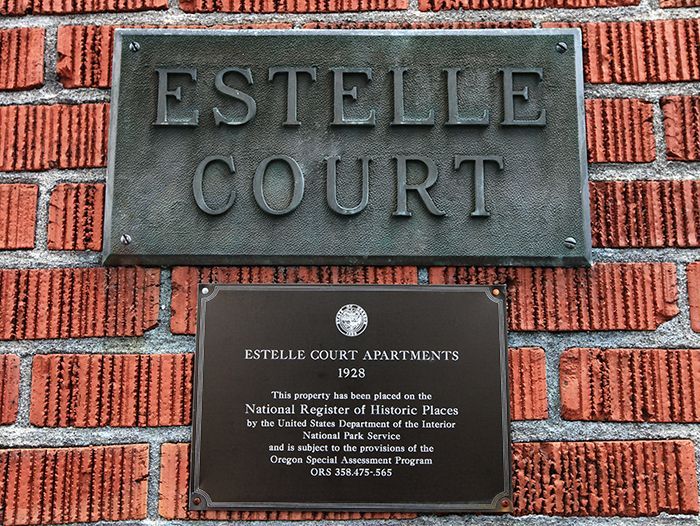 ESTELLE
COURT
ESTELLE COURT APARTMENTS
1928
This property has been placed on the
National Register of Historic Places
by the United States Department of the Interior
National Park Service
and is subject to the provisions of the
Oregon Special Assessment Program
ORS 358.475-.565